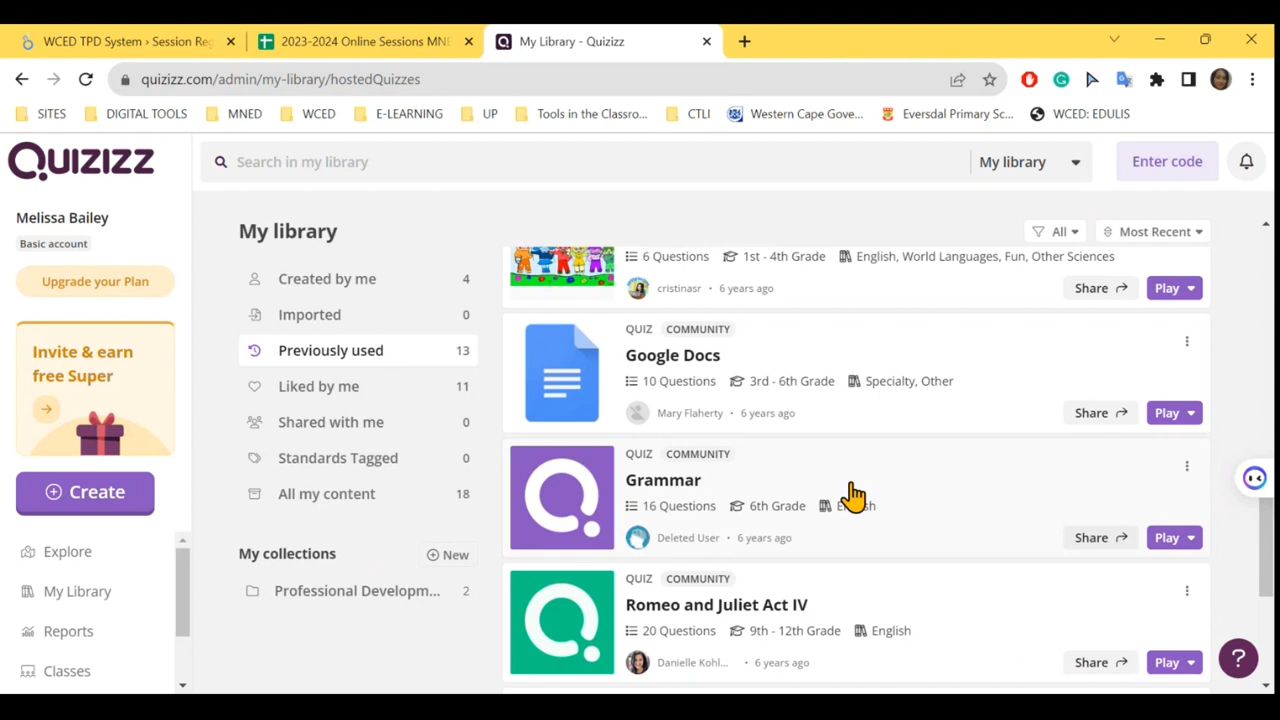 WCED TPD System › Session Reg
2023-2024 Online Sessions MNE
My Library - Quizizz
quizizz.com/admin/my-library/hostedQuizzes
SITES
DIGITAL TOOLS
MNED
WCED
E-LEARNING
UP
Tools in the Classro...
CTLI
Western Cape Gove...
Eversdal Primary Sc...
WCED: EDULIS
QUIZIZZ
Search in my library
My library
Enter code
Melissa Bailey
Basic account
Upgrade your Plan
Invite & earn
free Super
Create
Explore
My Library
Reports
Classes
My library
All
Most Recent
Created by me 4
Imported 0
Previously used 13
Liked by me 11
Shared with me 0
Standards Tagged 0
All my content 18
My collections
New
Professional Developm... 2
6 Questions 1st - 4th Grade English, World Languages, Fun, Other Sciences
cristinasr • 6 years ago
Share
Play
QUIZ COMMUNITY
Google Docs
10 Questions 3rd - 6th Grade Specialty, Other
Mary Flaherty • 6 years ago
Share
Play
QUIZ COMMUNITY
Grammar
16 Questions 6th Grade
Deleted User • 6 years ago
Share
Play
QUIZ COMMUNITY
Romeo and Juliet Act IV
20 Questions 9th - 12th Grade English
Danielle Kohl... • 6 years ago
Share
Play
?